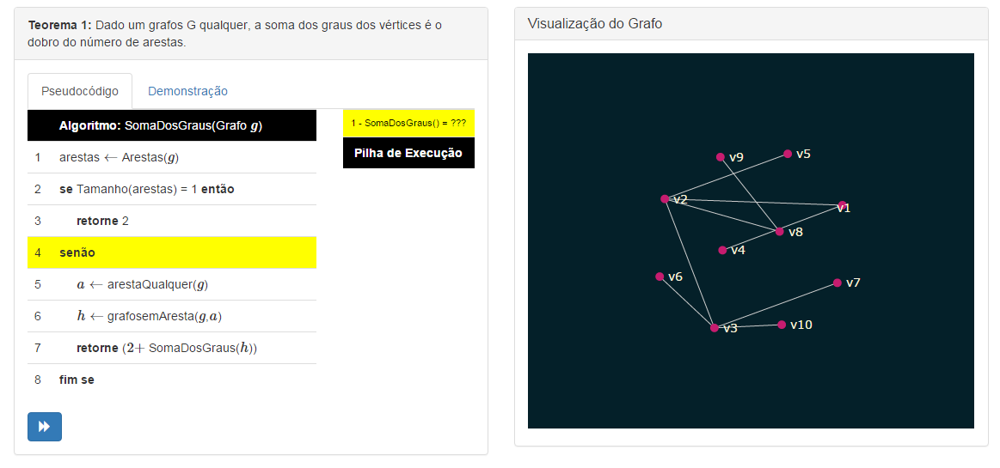 Teorema 1: Dado um grafos G qualquer, a soma dos graus dos vértices é o
dobro do número de arestas.
Pseudocódigo
Demonstração
Algoritmo: SomaDosGraus(Grafo g)
1 arestas ← Arestas(g)
2 se Tamanho(arestas) = 1 então
3 retorne 2
4 senão
5 a ← arestaQualquer(g)
6 h ← grafosemAresta(g,a)
7 retorne (2+ SomaDosGraus(h))
8 fim se
1 - SomaDosGraus() = ???
Pilha de Execução
Visualização do Grafo
v9
v5
v2
v1
v8
v4
v6
v7
v3
v10